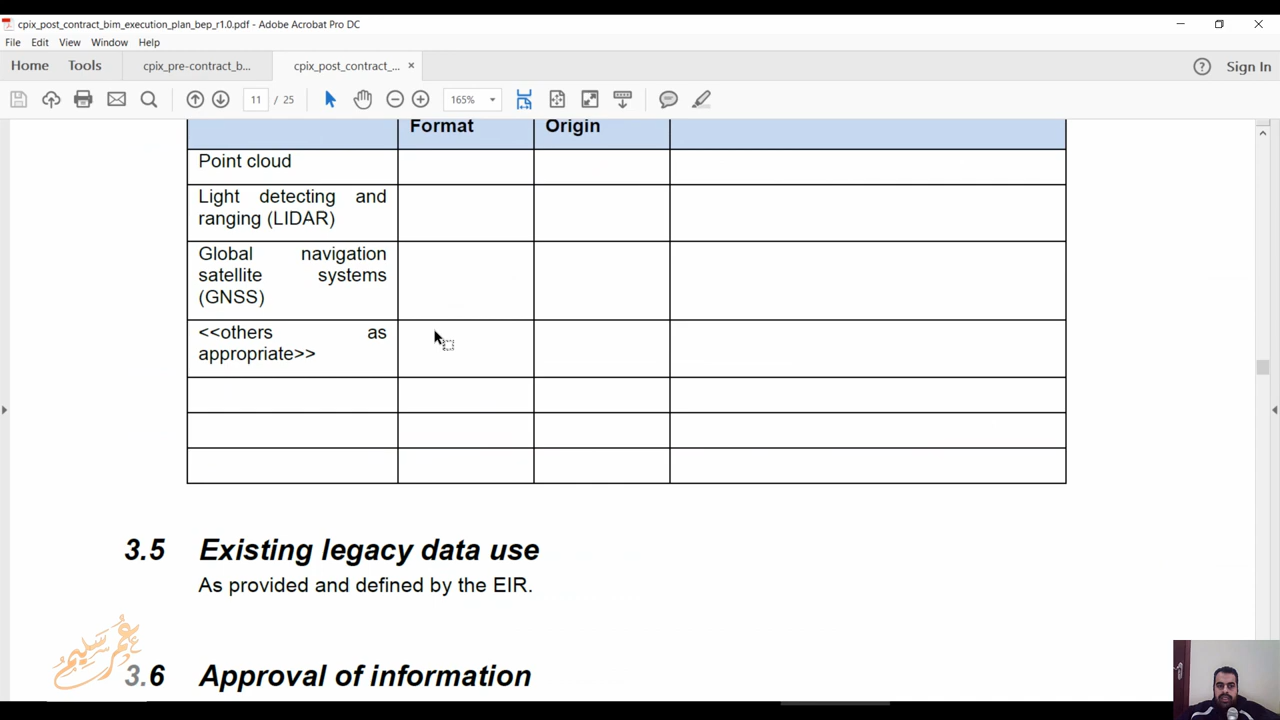 cpix_post_contract_bim_execution_plan_bep_r1.0.pdf - Adobe Acrobat Pro DC
File Edit View Window Help
Home Tools cpix_pre-contract_b... cpix_post_contract_... ×
? Sign In
11 / 25 165%
Format Origin
Point cloud
Light detecting and
ranging (LIDAR)
Global navigation
satellite systems
(GNSS)
<<others as
appropriate>>
3.5 Existing legacy data use
As provided and defined by the EIR.
عمر سليم
3.6 Approval of information